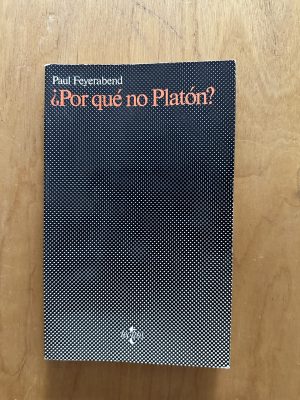 Paul Feyerabend
¿Por qué no Platón?